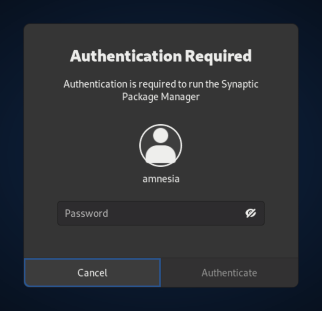 Authentication Required
Authentication is required to run the Synaptic
Package Manager
amnesia
Password
Cancel
Authenticate